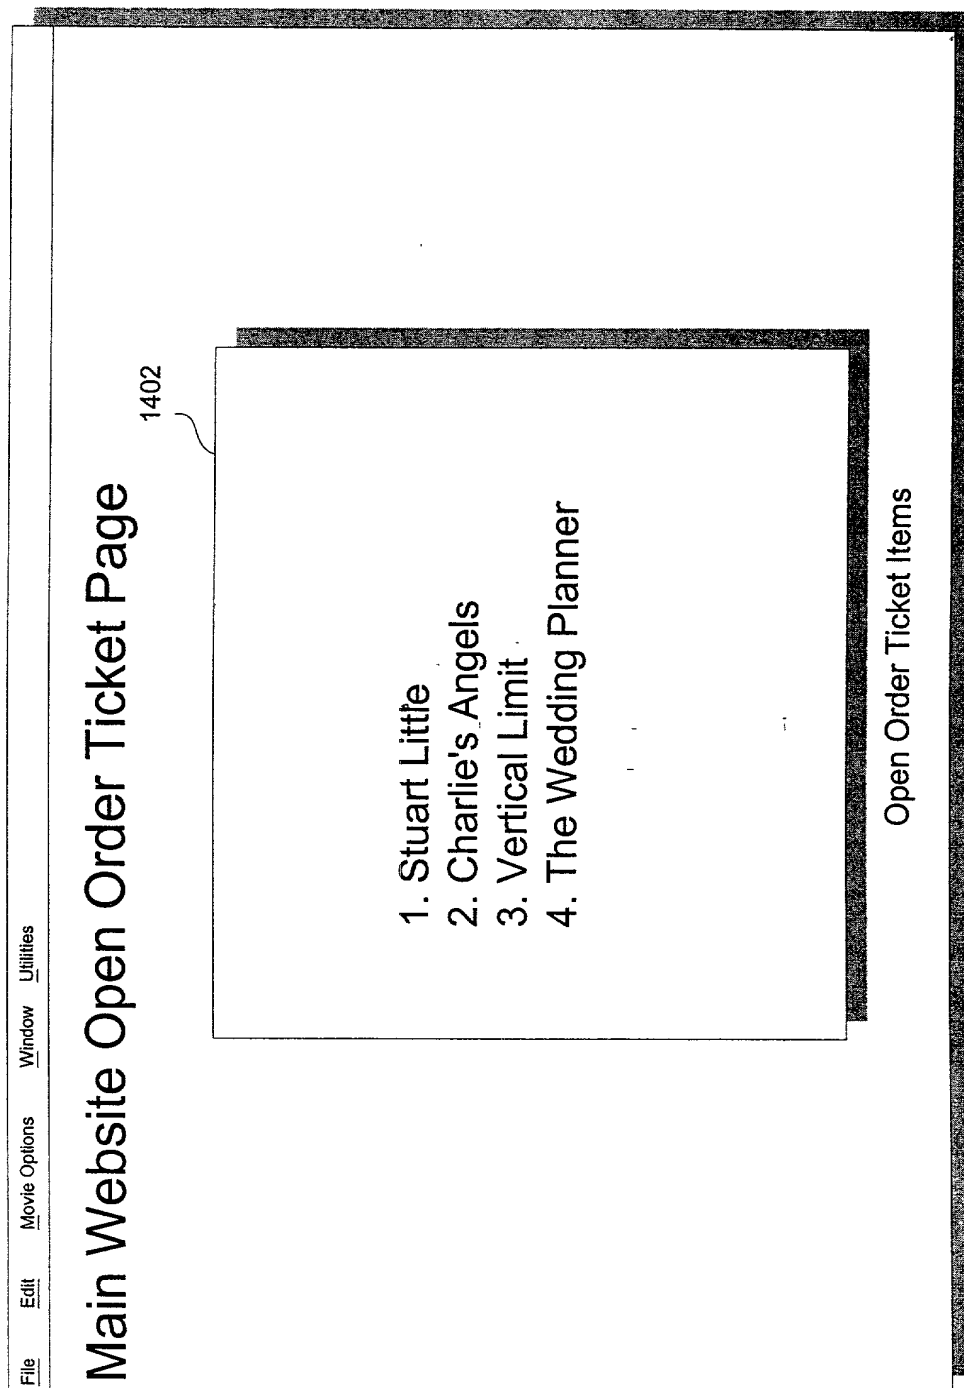 File Edit Movie Options Window Utilities
Main Website Open Order Ticket Page
1402
1. Stuart Little
2. Charlie's Angels
3. Vertical Limit
4. The Wedding Planner
Open Order Ticket Items